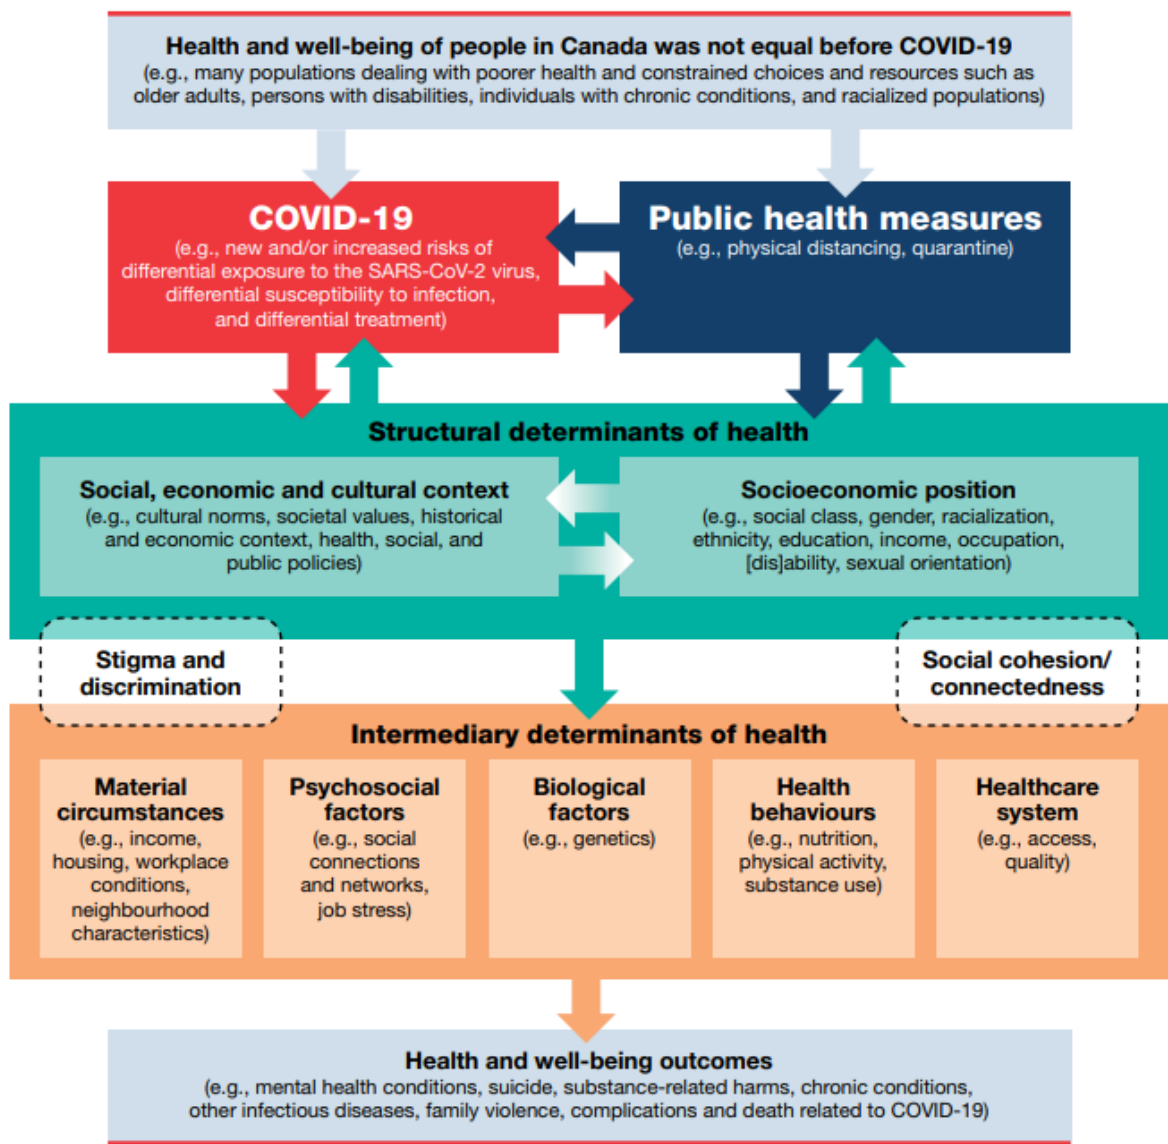 Health and well-being of people in Canada was not equal before COVID-19
(e.g., many populations dealing with poorer health and constrained choices and resources such as
older adults, persons with disabilities, individuals with chronic conditions, and racialized populations)
COVID-19
(e.g., new and/or increased risks of
differential exposure to the SARS-CoV-2 virus,
differential susceptibility to infection,
and differential treatment)
Public health measures
(e.g., physical distancing, quarantine)
Structural determinants of health
Social, economic and cultural context
(e.g., cultural norms, societal values, historical
and economic context, health, social, and
public policies)
Socioeconomic position
(e.g., social class, gender, racialization,
ethnicity, education, income, occupation,
[dis]ability, sexual orientation)
Stigma and
discrimination
Social cohesion/
connectedness
Intermediary determinants of health
Material
circumstances
(e.g., income,
housing, workplace
conditions,
neighbourhood
characteristics)
Psychosocial
factors
(e.g., social
connections
and networks,
job stress)
Biological
factors
(e.g., genetics)
Health
behaviours
(e.g., nutrition,
physical activity,
substance use)
Healthcare
system
(e.g., access,
quality)
Health and well-being outcomes
(e.g., mental health conditions, suicide, substance-related harms, chronic conditions,
other infectious diseases, family violence, complications and death related to COVID-19)